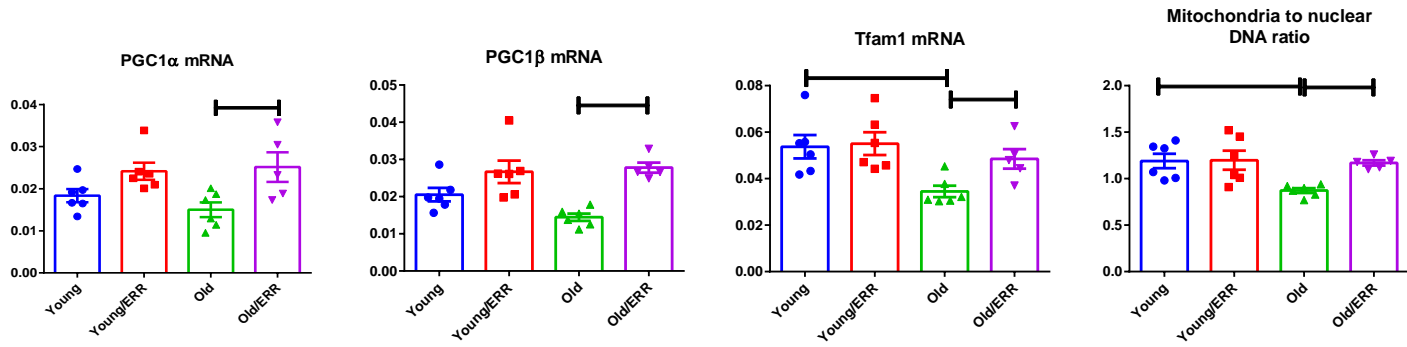 PGC1α mRNA
0.04
0.03
0.02
0.01
0.00
Young
Young/ERR
Old
Old/ERR
PGC1β mRNA
0.05
0.04
0.03
0.02
0.01
0.00
Young
Young/ERR
Old
Old/ERR
Tfam1 mRNA
0.08
0.06
0.04
0.02
0.00
Young
Young/ERR
Old
Old/ERR
Mitochondria to nuclear
DNA ratio
2.0
1.5
1.0
0.5
0.0
Young
Young/ERR
Old
Old/ERR